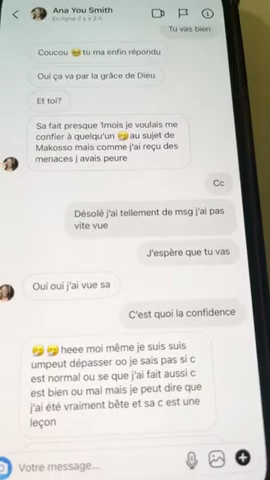 Ana You Smith
En ligne il y a 2 h
Tu vas bien
Coucou 🥹tu ma enfin répondu
Oui ça va par la grâce de Dieu
Et toi?
Sa fait presque 1mois je voulais me
confier à quelqu'un 🤧au sujet de
Makosso mais comme j'ai reçu des
menaces j avais peure
Cc
Désolé j'ai tellement de msg j'ai pas
vite vue
J'espère que tu vas
Oui oui j'ai vue sa
C'est quoi la confidence
🤧🤧heee moi même je suis suis
umpeut dépasser oo je sais pas si c
est normal ou se que j'ai fait aussi c
est bien ou mal mais je peut dire que
j'ai été vraiment bête et sa c est une
leçon
Votre message...